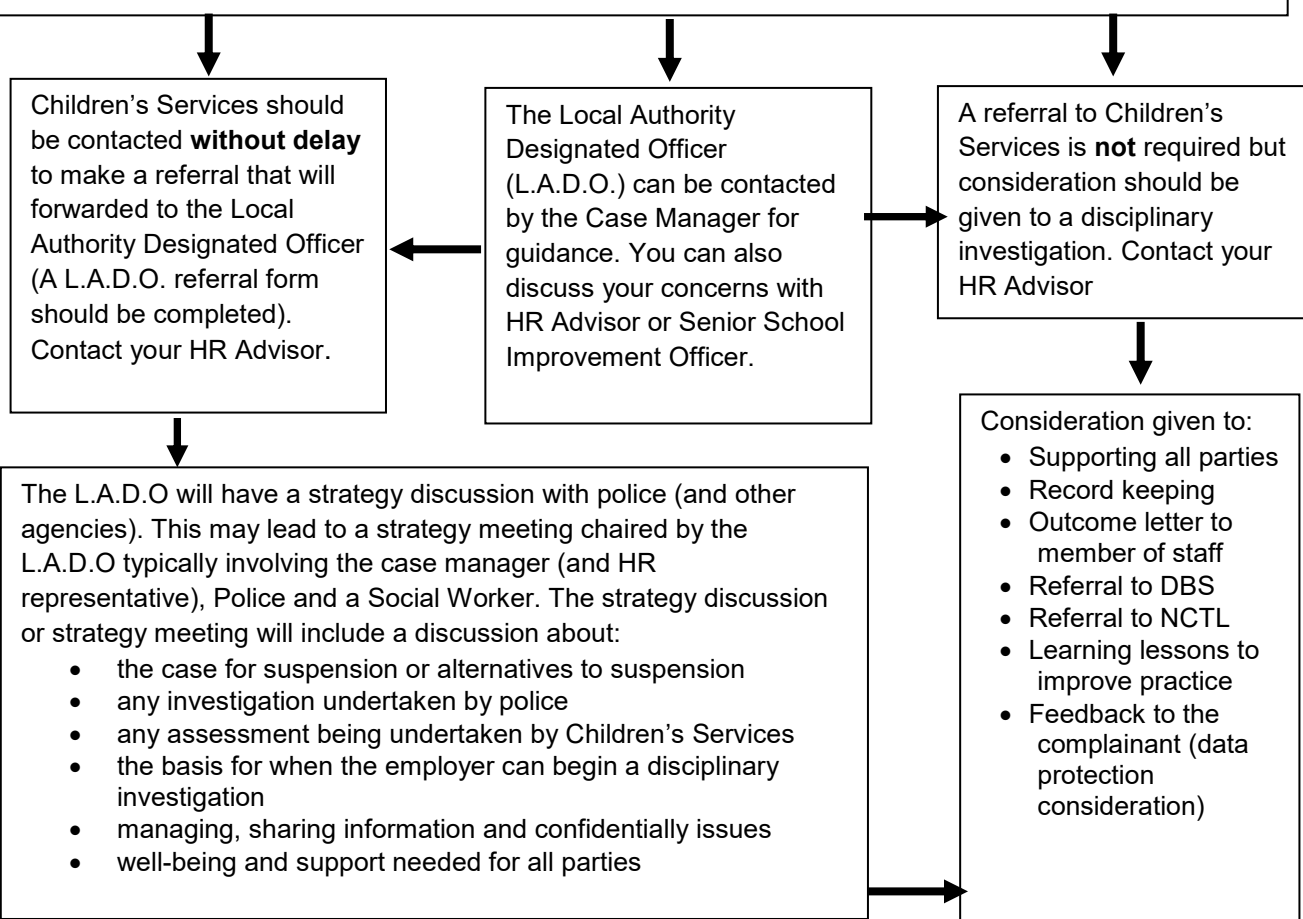 Children’s Services should
be contacted without delay
to make a referral that will
forwarded to the Local
Authority Designated Officer
(A L.A.D.O. referral form
should be completed).
Contact your HR Advisor.
The Local Authority
Designated Officer
(L.A.D.O.) can be contacted
by the Case Manager for
guidance. You can also
discuss your concerns with
HR Advisor or Senior School
Improvement Officer.
A referral to Children’s
Services is not required but
consideration should be
given to a disciplinary
investigation. Contact your
HR Advisor
The L.A.D.O will have a strategy discussion with police (and other
agencies). This may lead to a strategy meeting chaired by the
L.A.D.O typically involving the case manager (and HR
representative), Police and a Social Worker. The strategy discussion
or strategy meeting will include a discussion about:
• the case for suspension or alternatives to suspension
• any investigation undertaken by police
• any assessment being undertaken by Children’s Services
• the basis for when the employer can begin a disciplinary
investigation
• managing, sharing information and confidentially issues
• well-being and support needed for all parties
Consideration given to:
• Supporting all parties
• Record keeping
• Outcome letter to
member of staff
• Referral to DBS
• Referral to NCTL
• Learning lessons to
improve practice
• Feedback to the
complainant (data
protection
consideration)